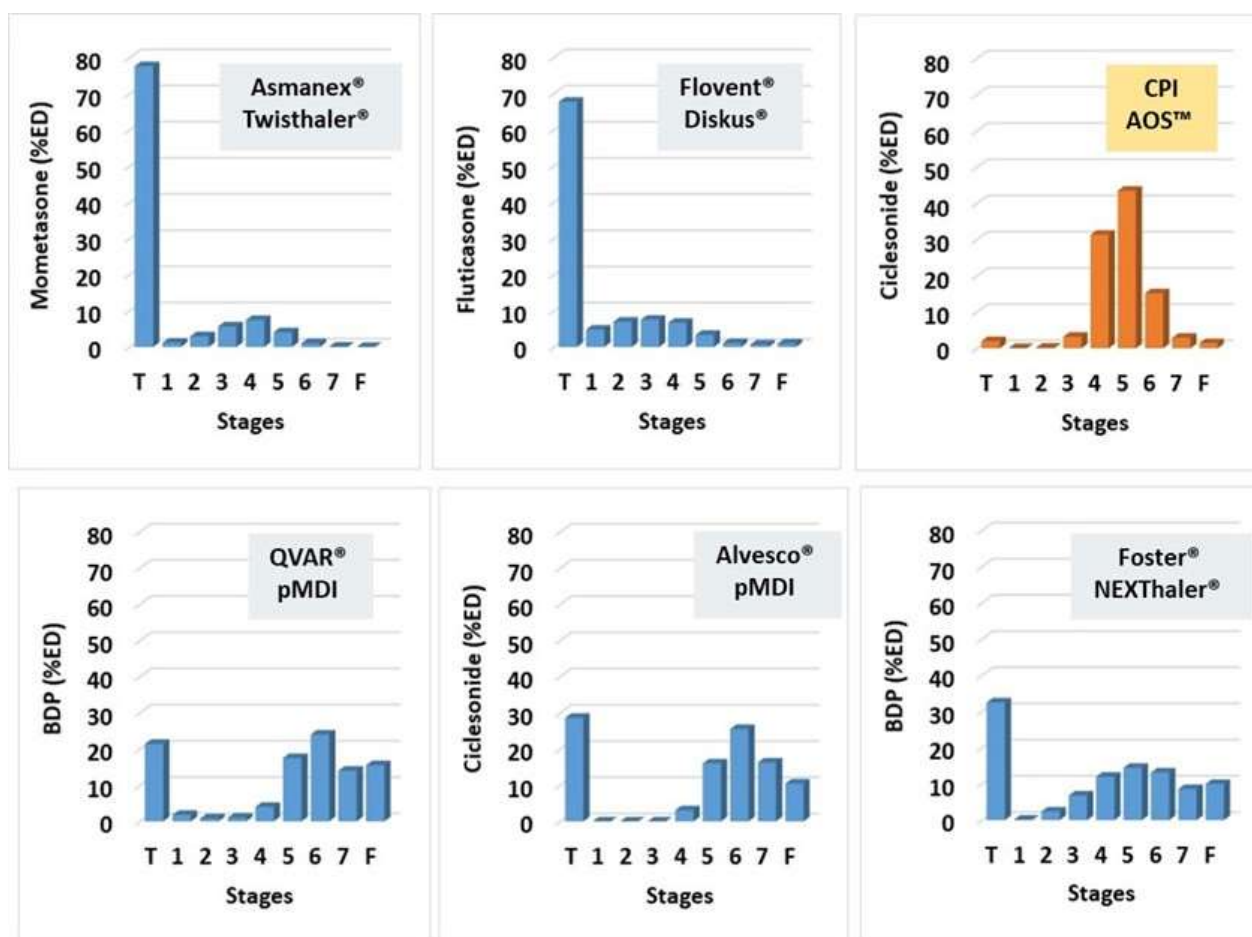 Mometasone (%ED)
80
70
60
50
40
30
20
10
0
Asmanex®
Twisthaler®
T 1 2 3 4 5 6 7 F
Stages
Fluticasone (%ED)
80
70
60
50
40
30
20
10
0
Flovent®
Diskus®
T 1 2 3 4 5 6 7 F
Stages
Ciclesonide (%ED)
80
70
60
50
40
30
20
10
0
CPI
AOS™
T 1 2 3 4 5 6 7 F
Stages
BDP (%ED)
80
70
60
50
40
30
20
10
0
QVAR®
pMDI
T 1 2 3 4 5 6 7 F
Stages
Ciclesonide (%ED)
80
70
60
50
40
30
20
10
0
Alvesco®
pMDI
T 1 2 3 4 5 6 7 F
Stages
BDP (%ED)
80
70
60
50
40
30
20
10
0
Foster®
NEXThaler®
T 1 2 3 4 5 6 7 F
Stages